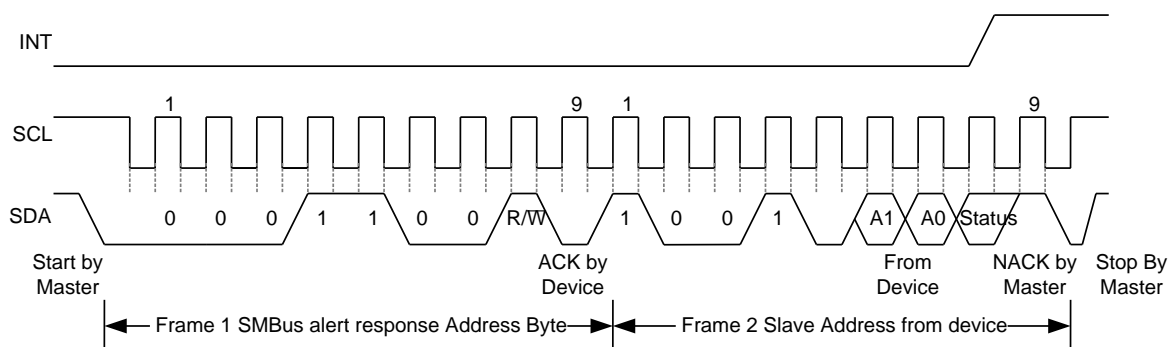 INT
1 9 1 9
SCL
SDA 0 0 0 1 1 0 0 R/W̅ 1 0 0 1 A1 A0 Status
Start by Master
ACK by Device
From Device
NACK by Master
Stop By Master
Frame 1 SMBus alert response Address Byte
Frame 2 Slave Address from device